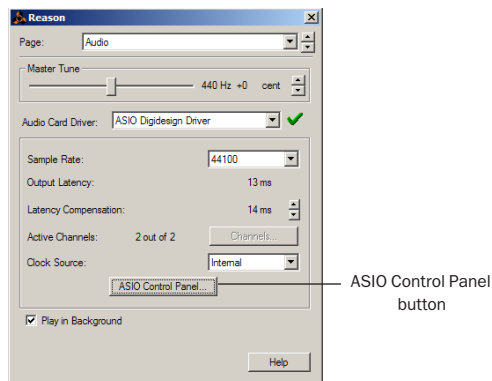 Reason
Page: Audio
Master Tune
440 Hz +0 cent
Audio Card Driver: ASIO Digidesign Driver
Sample Rate: 44100
Output Latency: 13 ms
Latency Compensation: 14 ms
Active Channels: 2 out of 2 Channels...
Clock Source: Internal
ASIO Control Panel...
ASIO Control Panel
button
Play in Background
Help